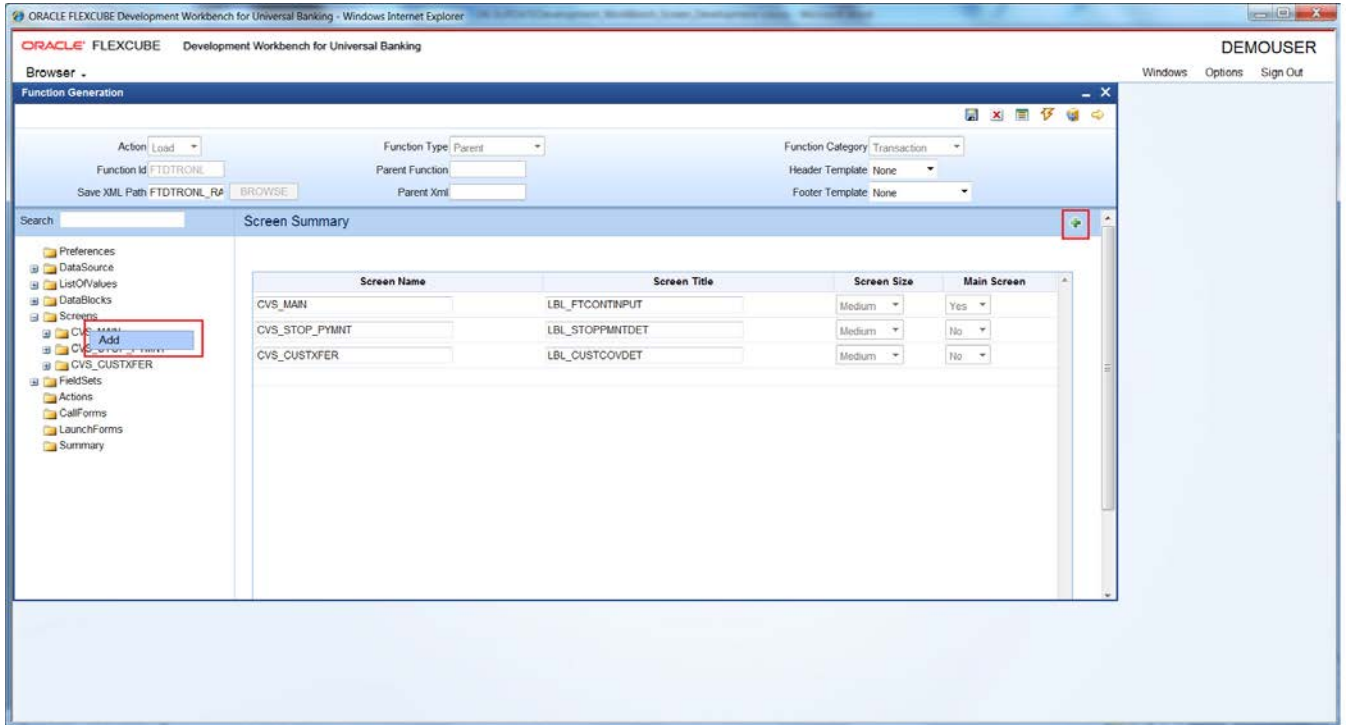 ORACLE FLEXCUBE Development Workbench for Universal Banking - Windows Internet Explorer
ORACLE' FLEXCUBE Development Workbench for Universal Banking DEMOUSER
Browser Windows Options Sign Out
Function Generation
Action Load Function Type Parent Function Category Transaction
Function Id FTDTRONL Parent Function Header Template None
Save XML Path FTDTRONL_RA BROWSE Parent Xml Footer Template None
Search Screen Summary
Preferences
DataSource
ListOfValues
DataBlocks
Screens
Add
CVS_CUSTXFER
FieldSets
Actions
CallForms
LaunchForms
Summary
Screen Name Screen Title Screen Size Main Screen
CVS_MAIN LBL_FTCONTINPUT Medium Yes
CVS_STOP_PYMNT LBL_STOPPMNTDET Medium No
CVS_CUSTXFER LBL_CUSTCOVDET Medium No